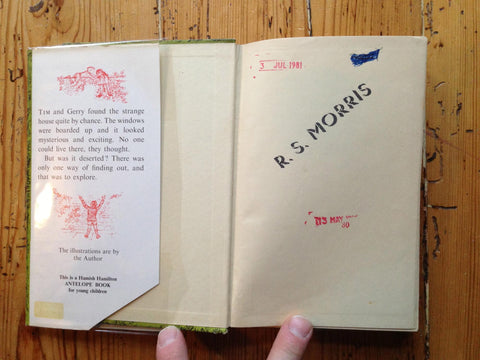 TIM and Gerry found the strange
house quite by chance. The windows
were boarded up and it looked
mysterious and exciting. No one
could live there, they thought.
But was it deserted? There was
only one way of finding out, and
that was to explore.
The illustrations are by
the Author
This is a Hamish Hamilton
ANTELOPE BOOK
for young children
3 JUL 1981
R. S. MORRIS
13 MAY
80